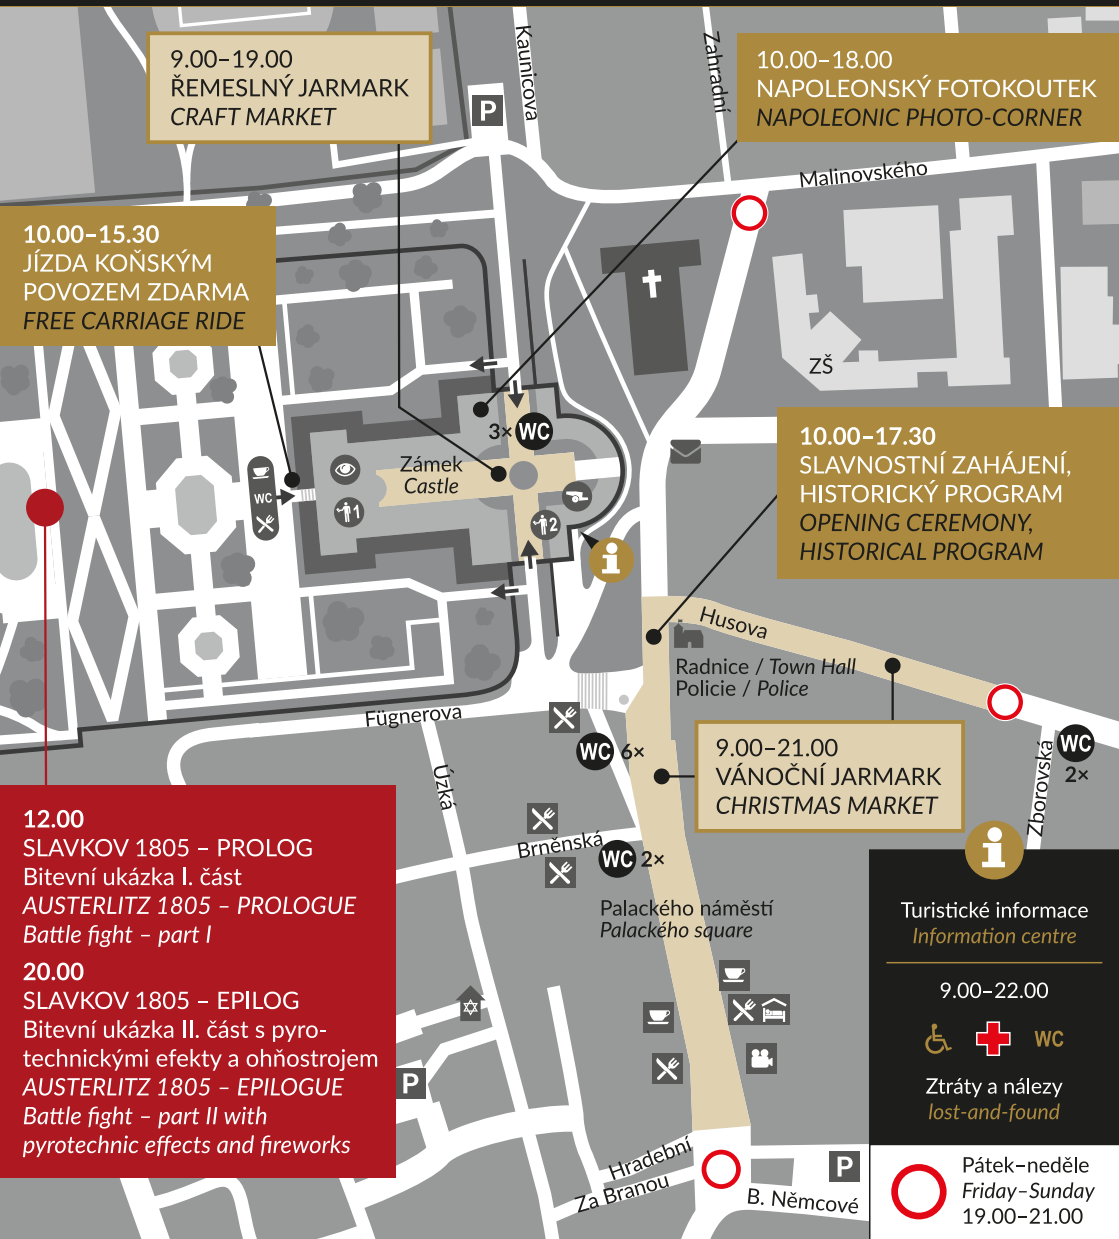 9.00–19.00
ŘEMESLNÝ JARMARK
CRAFT MARKET
Kaunicova
P
Zahradní
10.00–18.00
NAPOLEONSKÝ FOTOKOUTEK
NAPOLEONIC PHOTO-CORNER
Malinovského
10.00–15.30
JÍZDA KOŇSKÝM
POVOZEM ZDARMA
FREE CARRIAGE RIDE
ZŠ
3× WC
Zámek
Castle
WC
1
2
i
10.00–17.30
SLAVNOSTNÍ ZAHÁJENÍ,
HISTORICKÝ PROGRAM
OPENING CEREMONY,
HISTORICAL PROGRAM
Husova
Radnice / Town Hall
Policie / Police
Fügnerova
WC 6×
9.00–21.00
VÁNOČNÍ JARMARK
CHRISTMAS MARKET
WC
2×
Zborovská
Úzká
Brněnská
WC 2×
Palackého náměstí
Palackého square
12.00
SLAVKOV 1805 – PROLOG
Bitevní ukázka I. část
AUSTERLITZ 1805 – PROLOGUE
Battle fight – part I
20.00
SLAVKOV 1805 – EPILOG
Bitevní ukázka II. část s pyro-
technickými efekty a ohňostrojem
AUSTERLITZ 1805 – EPILOGUE
Battle fight – part II with
pyrotechnic effects and fireworks
P
Hradební
Za Branou
B. Němcové
P
i
Turistické informace
Information centre
9.00–22.00
WC
Ztráty a nálezy
lost-and-found
Pátek–neděle
Friday–Sunday
19.00–21.00